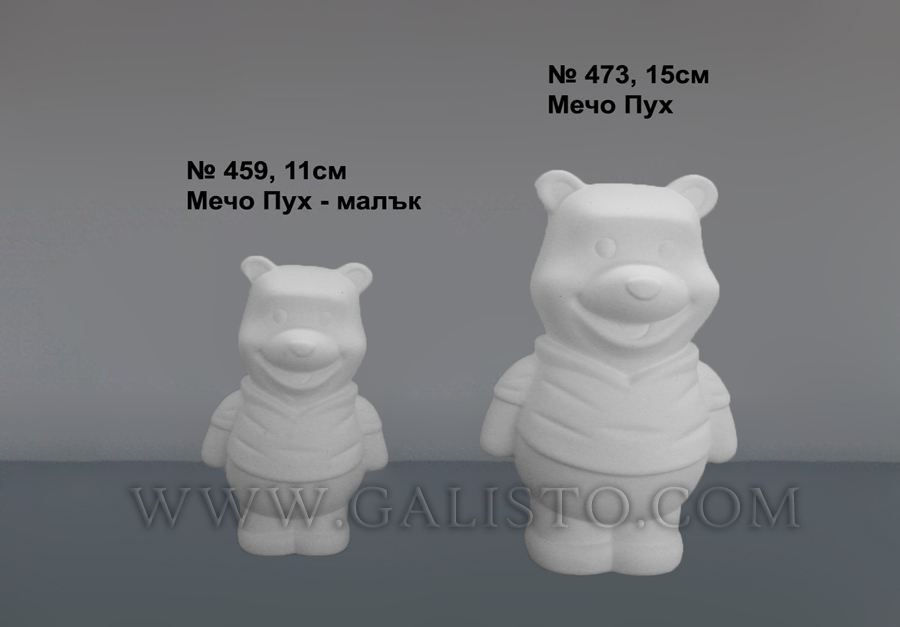 № 473, 15см
Мечо Пух
№ 459, 11см
Мечо Пух - малък
WWW.GALISTO.COM